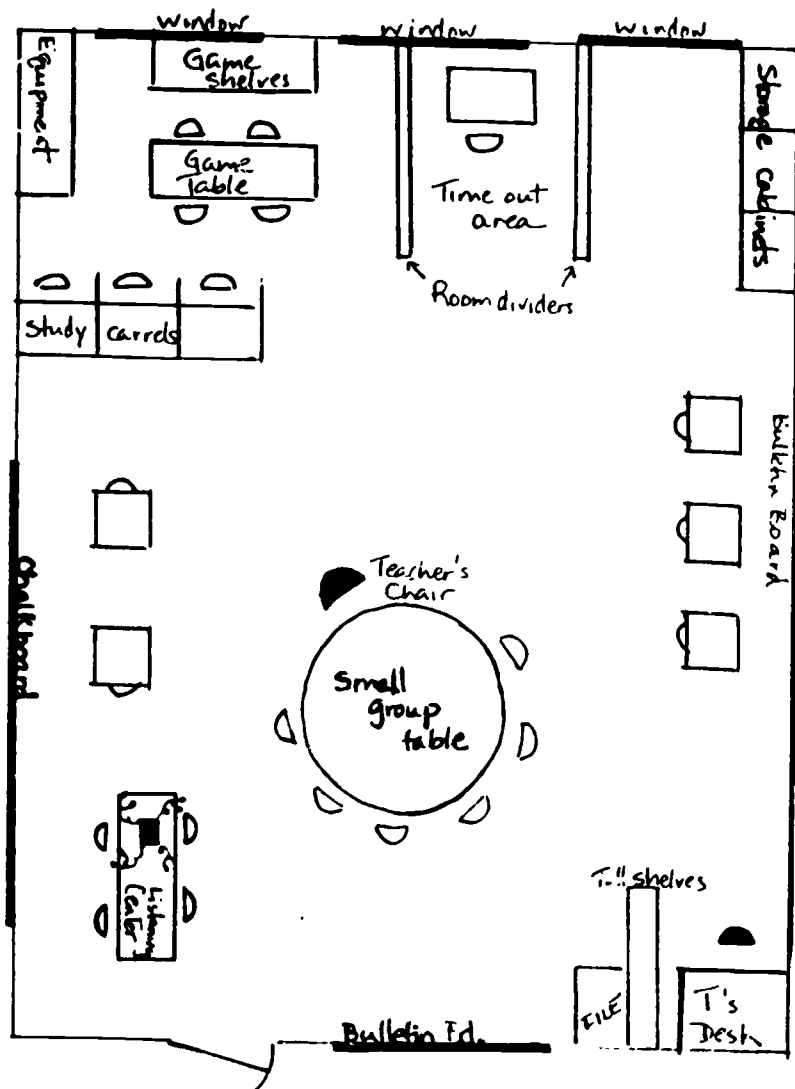 window
window
window
Equipment
Game
Shelves
Storage Cabinets
Game
Table
Time out
area
Room dividers
Study
Carrels
Bulletin Board
Chalkboard
Teacher's
Chair
Small
group
table
Listening
Center
Tall shelves
FILE
T's
Desk
Bulletin Bd.